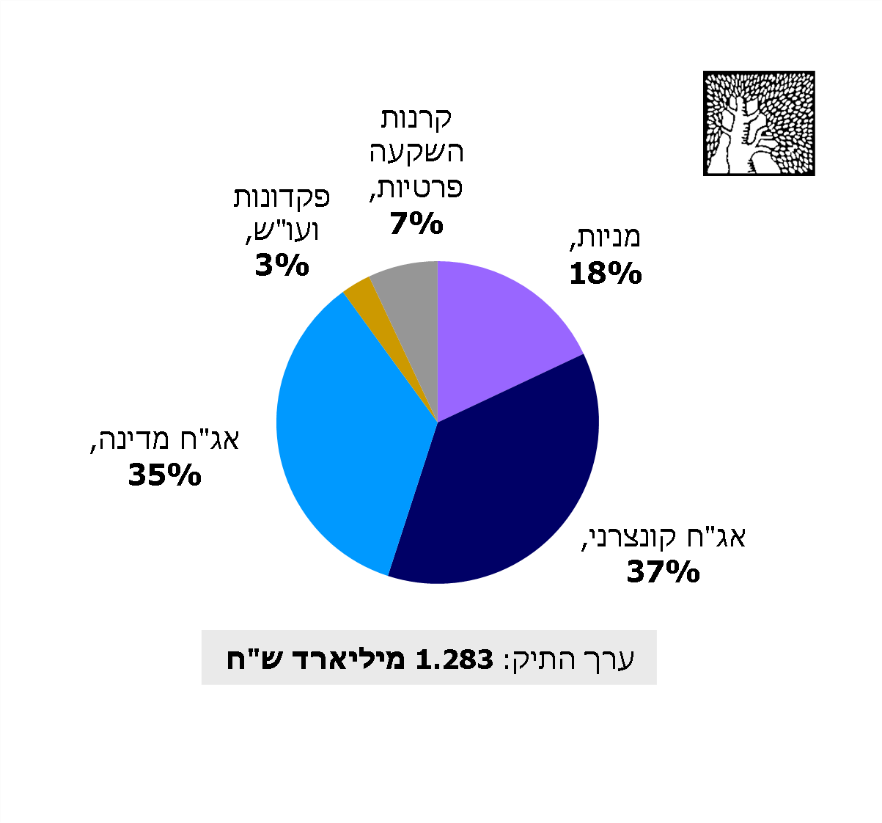 קרנות
השקעה
פרטיות,
7%
פקדונות
ועו"ש,
3%
מניות,
18%
אג"ח מדינה,
35%
אג"ח קונצרני,
37%
ערך התיק: 1.283 מיליארד ש"ח